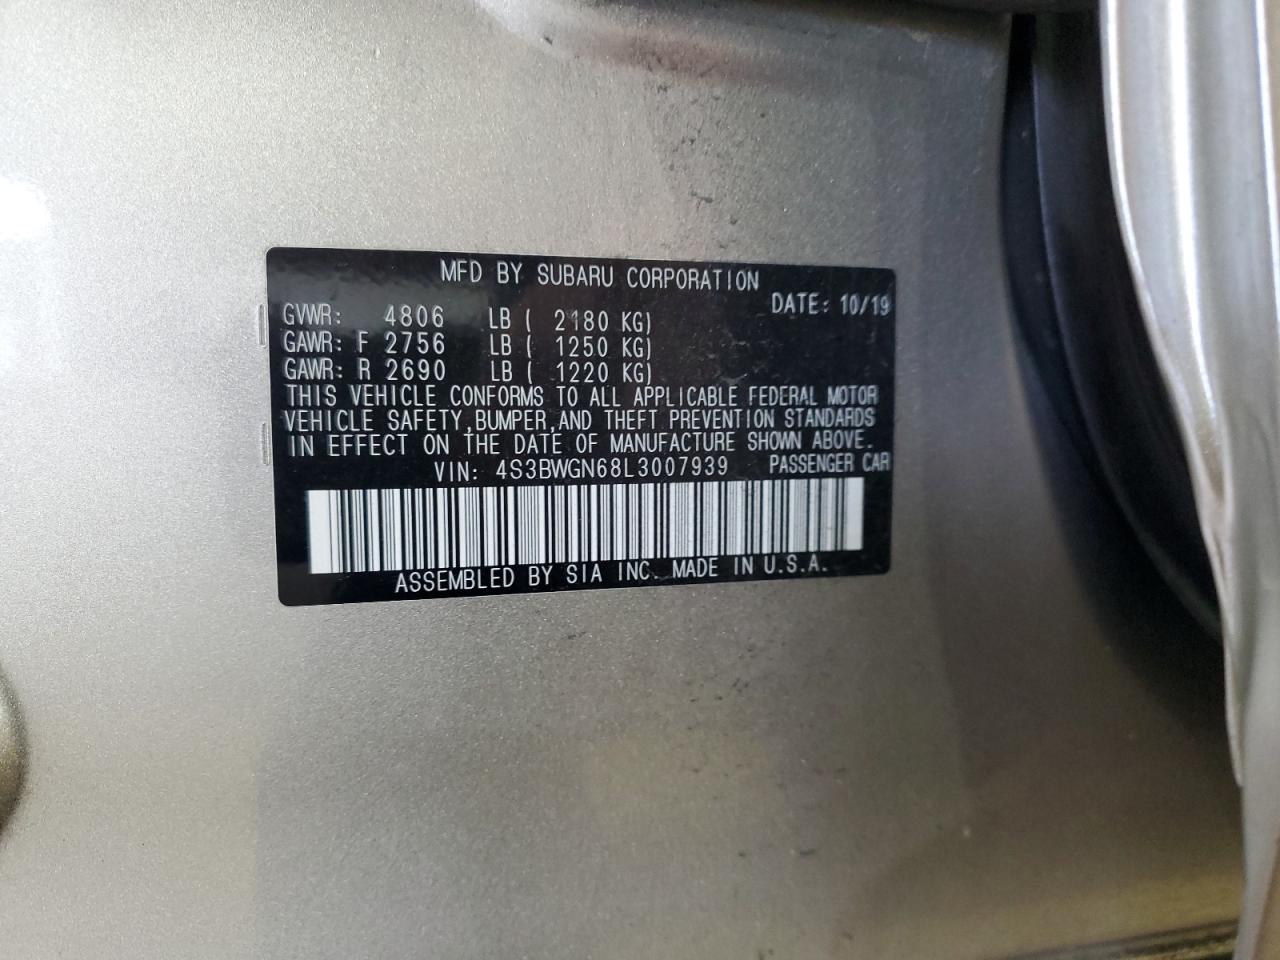 MFD BY SUBARU CORPORATION
DATE: 10/19
GVWR: 4806 LB ( 2180 KG)
GAWR: F 2756 LB ( 1250 KG)
GAWR: R 2690 LB ( 1220 KG)
THIS VEHICLE CONFORMS TO ALL APPLICABLE FEDERAL MOTOR
VEHICLE SAFETY,BUMPER,AND THEFT PREVENTION STANDARDS
IN EFFECT ON THE DATE OF MANUFACTURE SHOWN ABOVE.
VIN: 4S3BWGN68L3007939 PASSENGER CAR
ASSEMBLED BY SIA INC. MADE IN U.S.A.